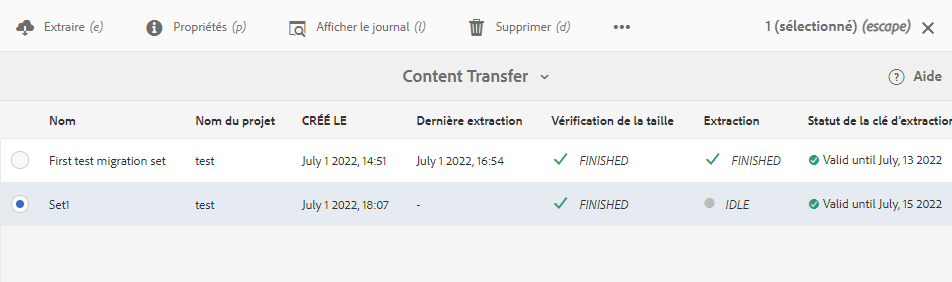 Extraire (e) Propriétés (p) Afficher le journal (l) Supprimer (d) ••• 1 (sélectionné) (escape)
Content Transfer Aide
Nom Nom du projet CRÉÉ LE Dernière extraction Vérification de la taille Extraction Statut de la clé d'extraction
First test migration set test July 1 2022, 14:51 July 1 2022, 16:54 FINISHED FINISHED Valid until July, 13 2022
Set1 test July 1 2022, 18:07 - FINISHED IDLE Valid until July, 15 2022